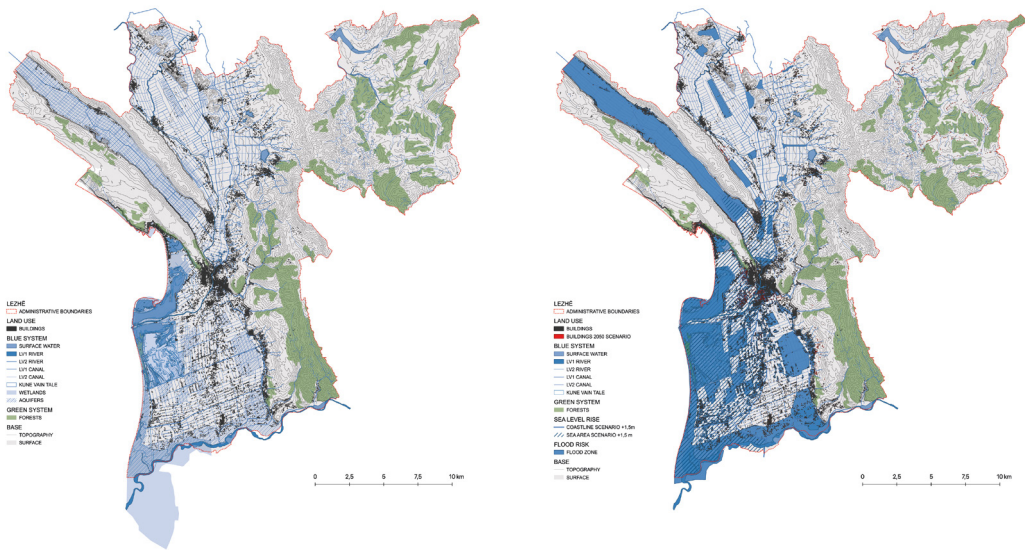 LEZHË
ADMINISTRATIVE BOUNDARIES
LAND USE
BUILDINGS
BLUE SYSTEM
SURFACE WATER
LV1 RIVER
LV2 RIVER
LV1 CANAL
LV2 CANAL
KUNE VAIN TALE
WETLANDS
AQUIFERS
GREEN SYSTEM
FORESTS
BASE
TOPOGRAPHY
SURFACE
0 2,5 5 10 km
LEZHË
ADMINISTRATIVE BOUNDARIES
LAND USE
BUILDINGS
BUILDINGS 2050 SCENARIO
BLUE SYSTEM
SURFACE WATER
LV1 RIVER
LV2 RIVER
LV1 CANAL
LV2 CANAL
KUNE VAIN TALE
GREEN SYSTEM
FORESTS
SEA LEVEL RISE
COASTLINE SCENARIO +1,5m
SEA AREA SCENARIO +1,5 m
FLOOD RISK
FLOOD ZONE
BASE
TOPOGRAPHY
SURFACE
0 2,5 5 10 km